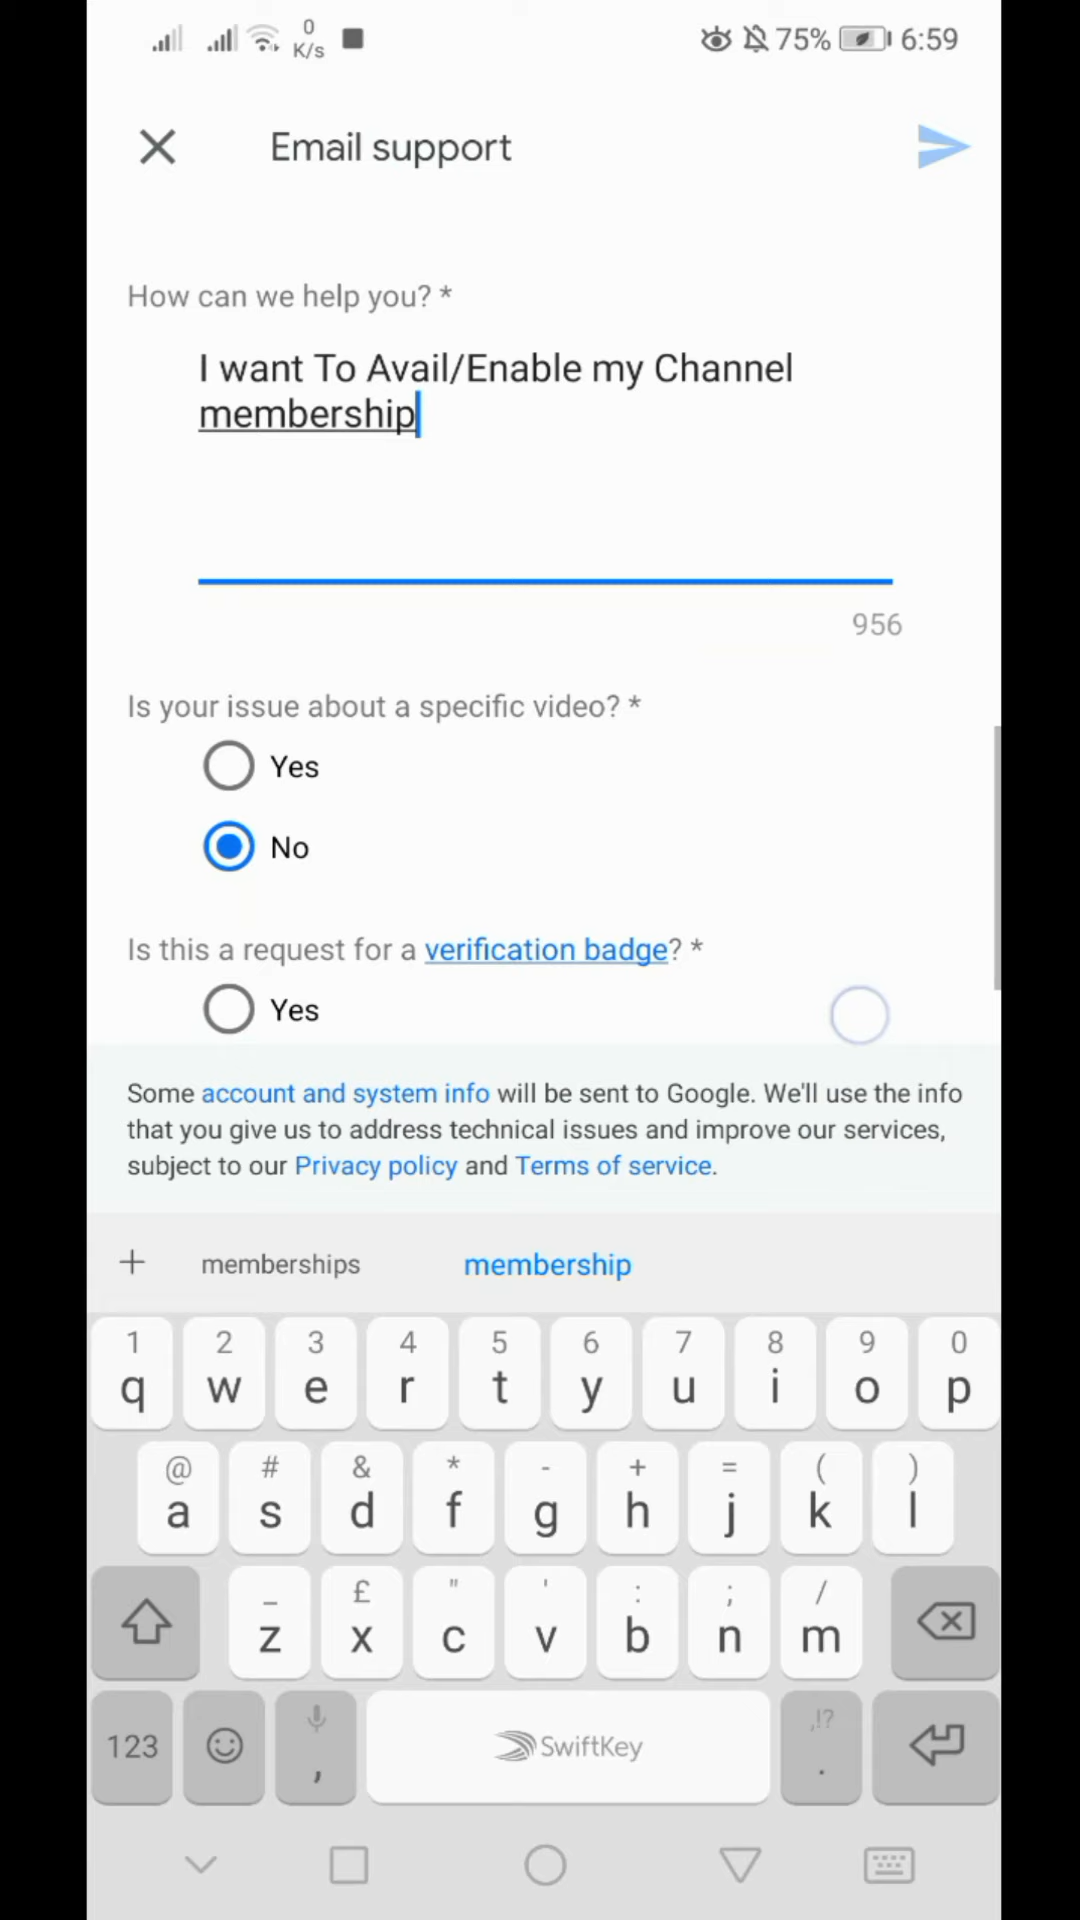 0
K/s
75%
6:59
Email support
How can we help you? *
I want To Avail/Enable my Channel
membership
956
Is your issue about a specific video? *
Yes
No
Is this a request for a verification badge? *
Yes
Some account and system info will be sent to Google. We'll use the info
that you give us to address technical issues and improve our services,
subject to our Privacy policy and Terms of service.
+ memberships membership
1 2 3 4 5 6 7 8 9 0
q w e r t y u i o p
@ # & * - + = ( )
a s d f g h j k l
_ £ " ' : ; /
z x c v b n m
,!?
123 , SwiftKey .